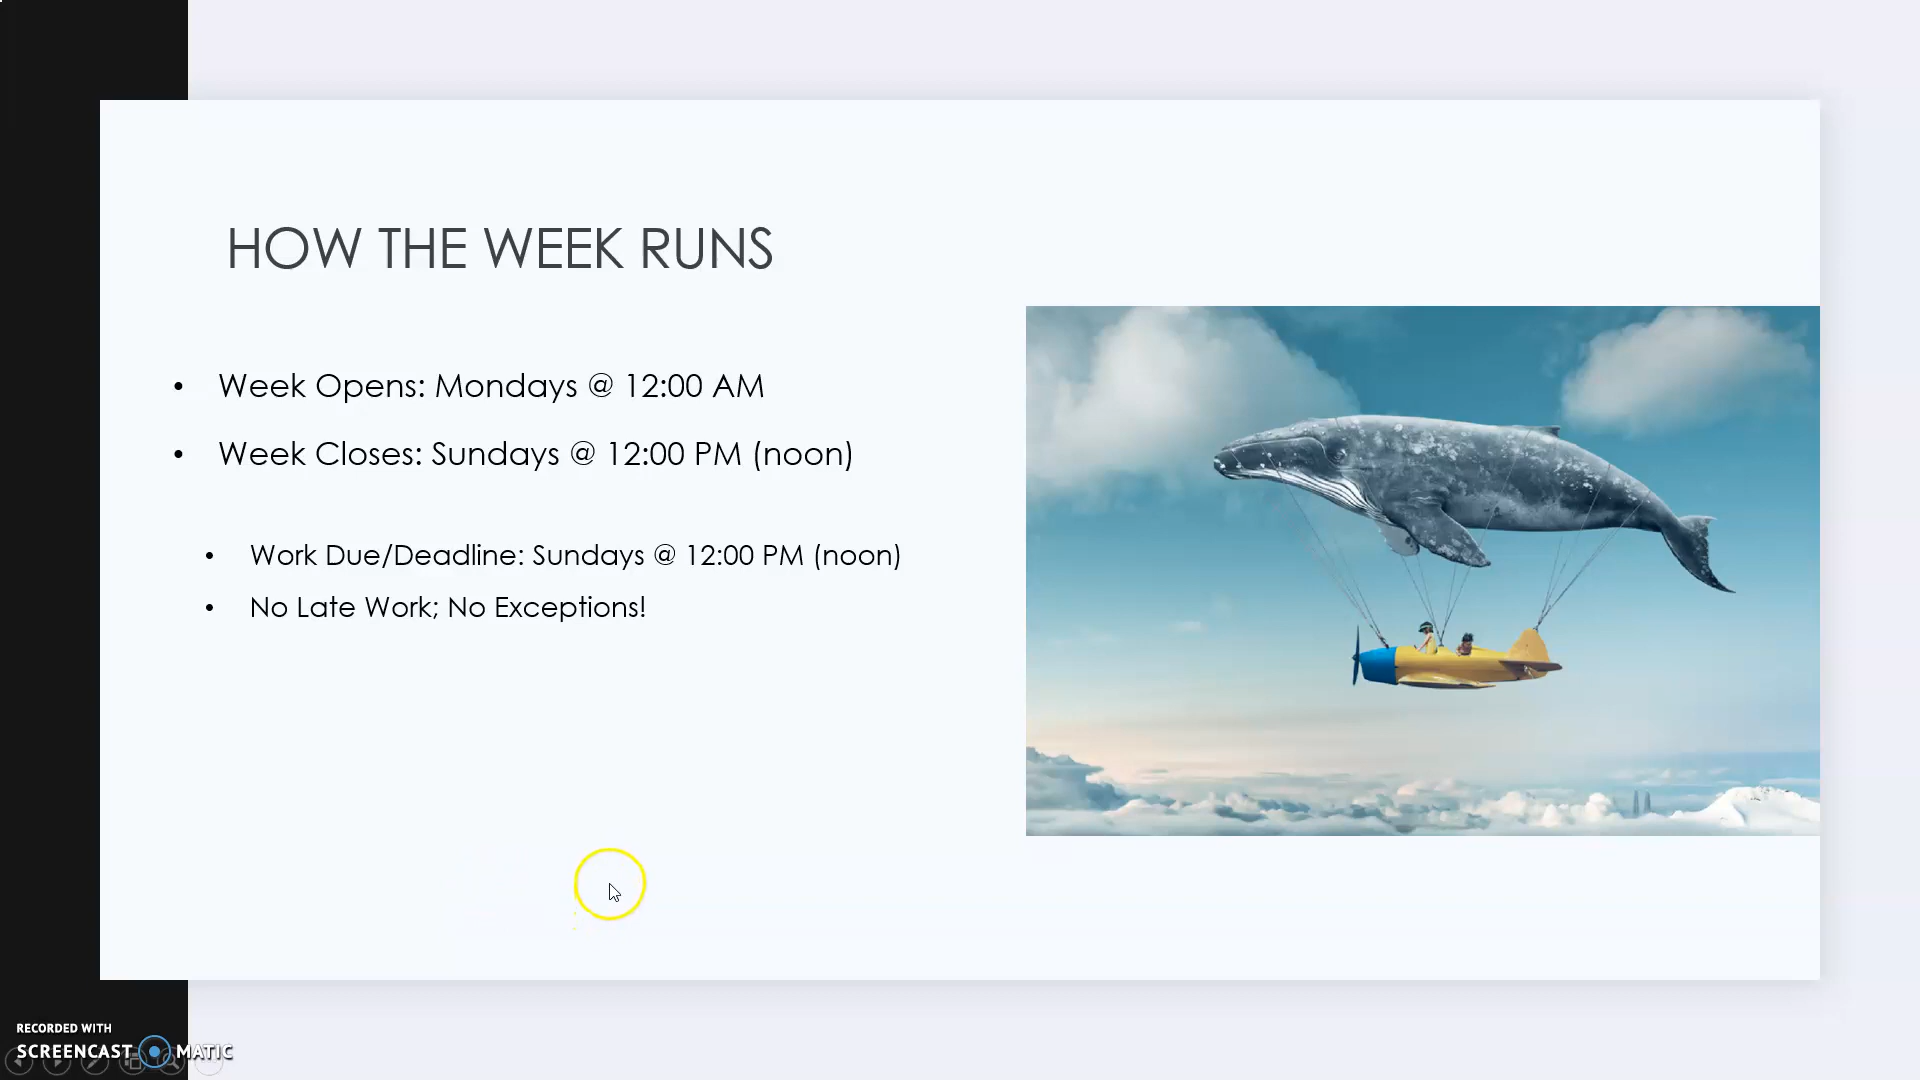 HOW THE WEEK RUNS
• Week Opens: Mondays @ 12:00 AM
• Week Closes: Sundays @ 12:00 PM (noon)
• Work Due/Deadline: Sundays @ 12:00 PM (noon)
• No Late Work; No Exceptions!
RECORDED WITH
SCREENCAST MATIC